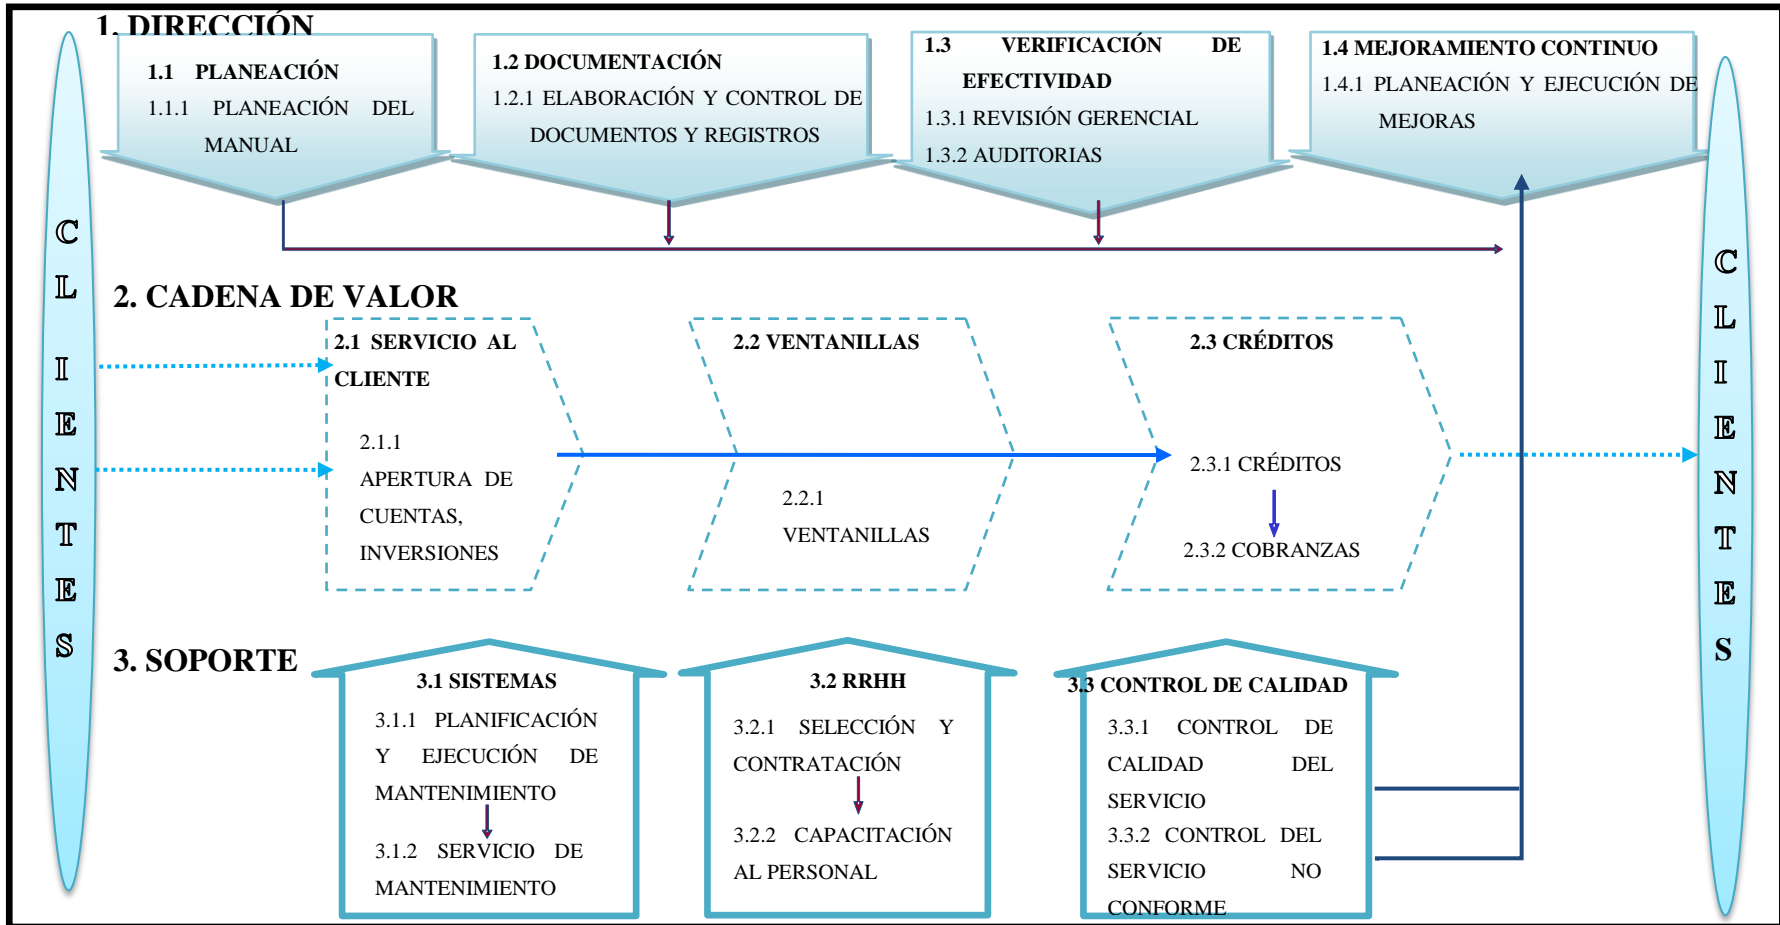 1. DIRECCIÓN
1.1 PLANEACIÓN
1.1.1 PLANEACIÓN DEL
MANUAL
1.2 DOCUMENTACIÓN
1.2.1 ELABORACIÓN Y CONTROL DE
DOCUMENTOS Y REGISTROS
1.3 VERIFICACIÓN DE
EFECTIVIDAD
1.3.1 REVISIÓN GERENCIAL
1.3.2 AUDITORIAS
1.4 MEJORAMIENTO CONTINUO
1.4.1 PLANEACIÓN Y EJECUCIÓN DE
MEJORAS
C
L
I
E
N
T
E
S
2. CADENA DE VALOR
2.1 SERVICIO AL
CLIENTE
2.1.1
APERTURA DE
CUENTAS,
INVERSIONES
2.2 VENTANILLAS
2.2.1
VENTANILLAS
2.3 CRÉDITOS
2.3.1 CRÉDITOS
2.3.2 COBRANZAS
3. SOPORTE
3.1 SISTEMAS
3.1.1 PLANIFICACIÓN
Y EJECUCIÓN DE
MANTENIMIENTO
3.1.2 SERVICIO DE
MANTENIMIENTO
3.2 RRHH
3.2.1 SELECCIÓN Y
CONTRATACIÓN
3.2.2 CAPACITACIÓN
AL PERSONAL
3.3 CONTROL DE CALIDAD
3.3.1 CONTROL DE
CALIDAD DEL
SERVICIO
3.3.2 CONTROL DEL
SERVICIO NO
CONFORME
C
L
I
E
N
T
E
S